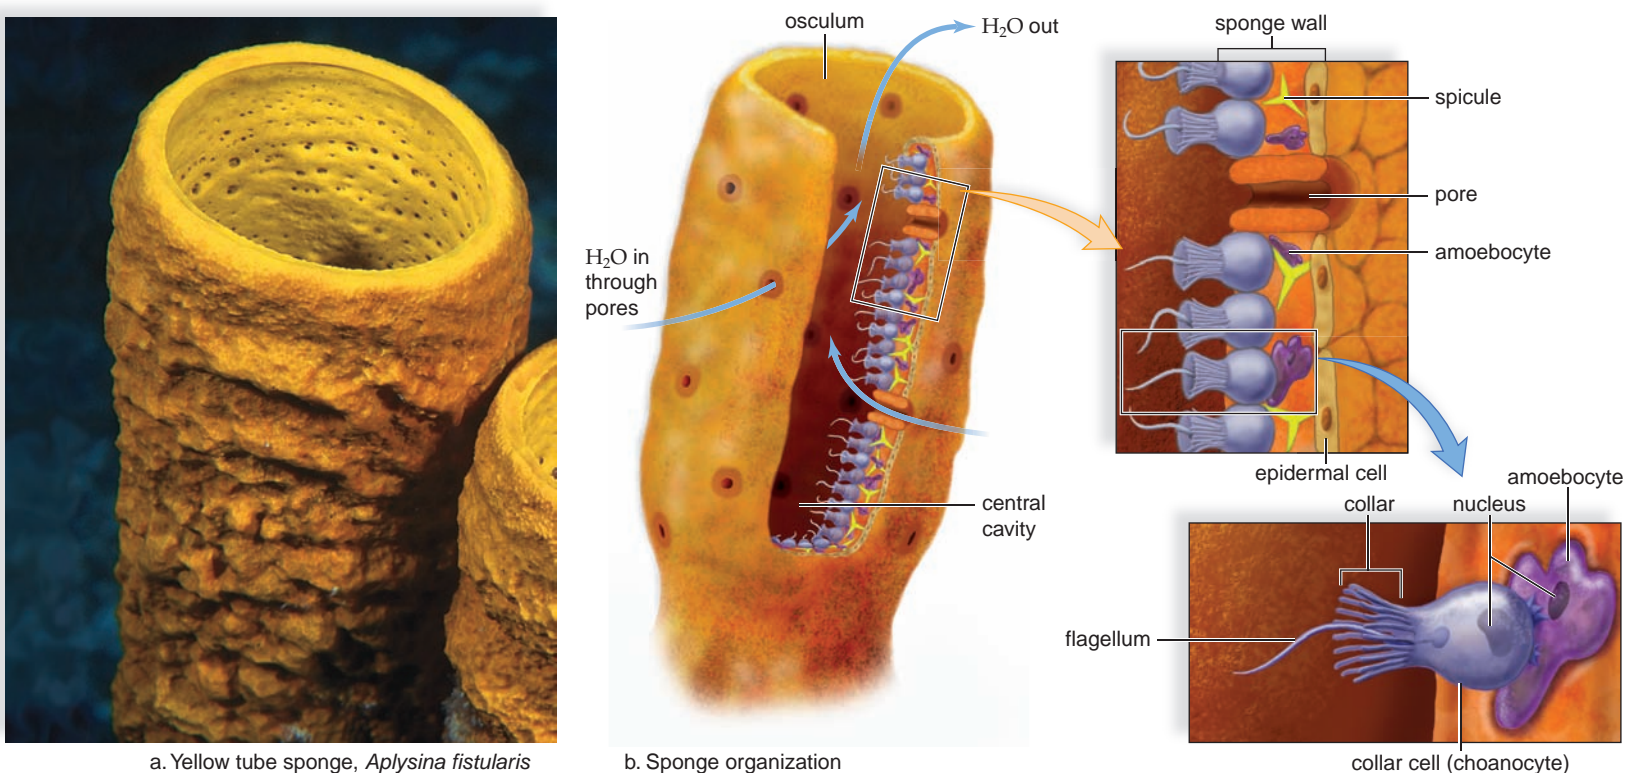 osculum
H₂O out
H₂O in
through
pores
central
cavity
sponge wall
spicule
pore
amoebocyte
epidermal cell
amoebocyte
collar
nucleus
flagellum
collar cell (choanocyte)
a. Yellow tube sponge, Aplysina fistularis
b. Sponge organization